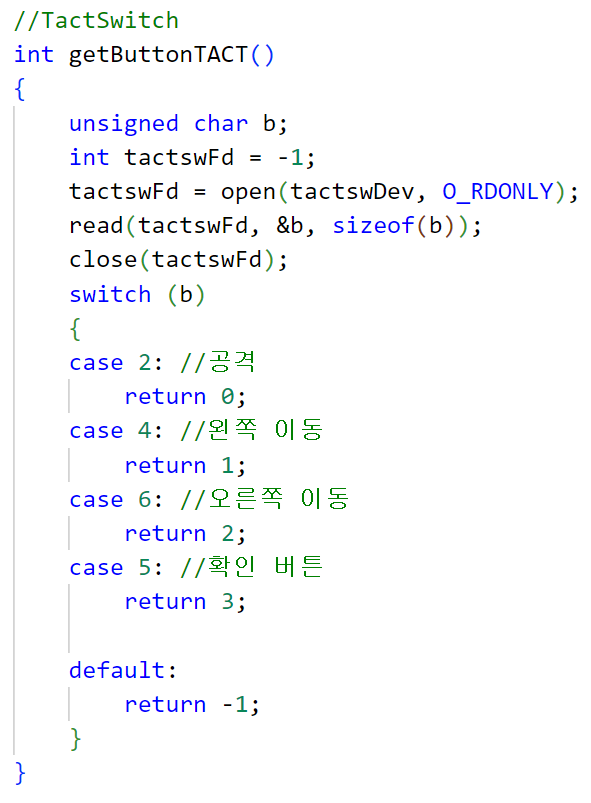 //TactSwitch
int getButtonTACT()
{
    unsigned char b;
    int tactswFd = -1;
    tactswFd = open(tactswDev, O_RDONLY);
    read(tactswFd, &b, sizeof(b));
    close(tactswFd);
    switch (b)
    {
    case 2: //공격
        return 0;
    case 4: //왼쪽 이동
        return 1;
    case 6: //오른쪽 이동
        return 2;
    case 5: //확인 버튼
        return 3;

    default:
        return -1;
    }
}